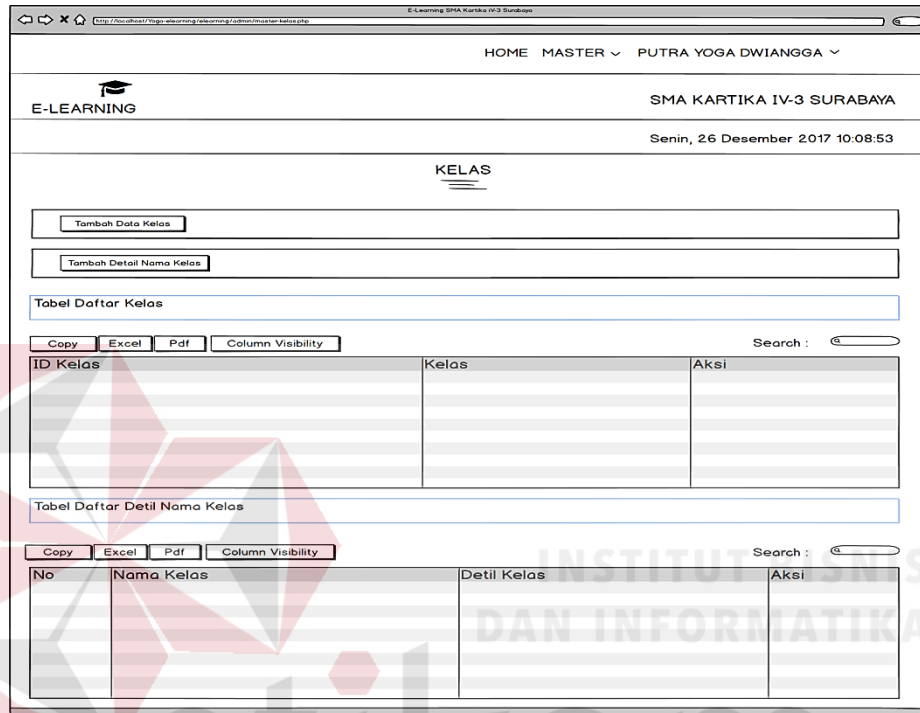 E-Learning SMA Kartika IV-3 Surabaya
http://localhost/Yoga-elearning/elearning/admin/master-kelas.php
HOME MASTER PUTRA YOGA DWIANGGA
E-LEARNING
SMA KARTIKA IV-3 SURABAYA
Senin, 26 Desember 2017 10:08:53
KELAS
Tambah Data Kelas
Tambah Detail Nama Kelas
Tabel Daftar Kelas
Copy Excel Pdf Column Visibility Search :
ID Kelas Kelas Aksi
Tabel Daftar Detil Nama Kelas
Copy Excel Pdf Column Visibility Search :
No Nama Kelas Detil Kelas Aksi
INSTITUT BISNIS
DAN INFORMATIKA